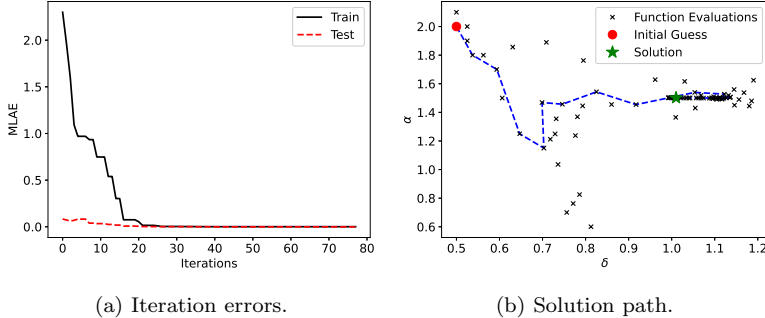 Train
Test
2.0
1.5
1.0
0.5
0.0
MLAE
0 10 20 30 40 50 60 70 80
Iterations
(a) Iteration errors.
Function Evaluations
Initial Guess
Solution
2.0
1.8
1.6
1.4
1.2
1.0
0.8
0.6
α
0.5 0.6 0.7 0.8 0.9 1.0 1.1 1.2
δ
(b) Solution path.